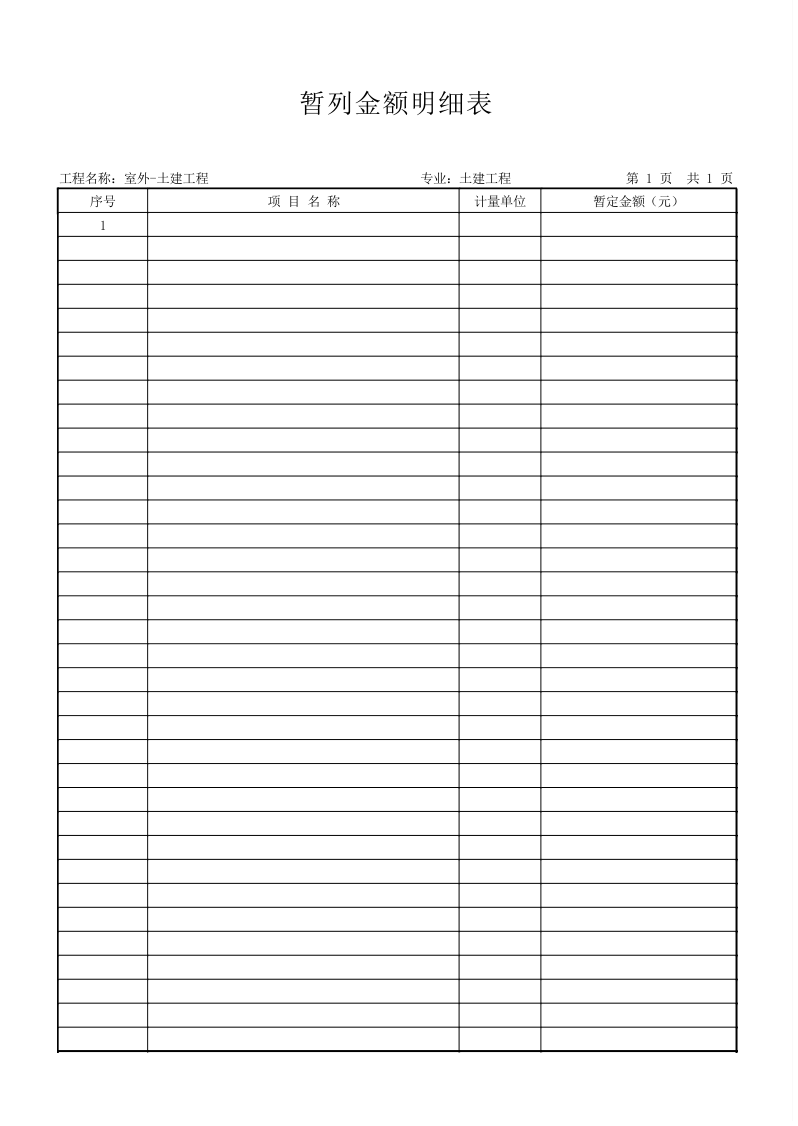 暂列金额明细表
工程名称：室外-土建工程 专业：土建工程 第 1 页 共 1 页
序号 项 目 名 称 计量单位 暂定金额（元）
1